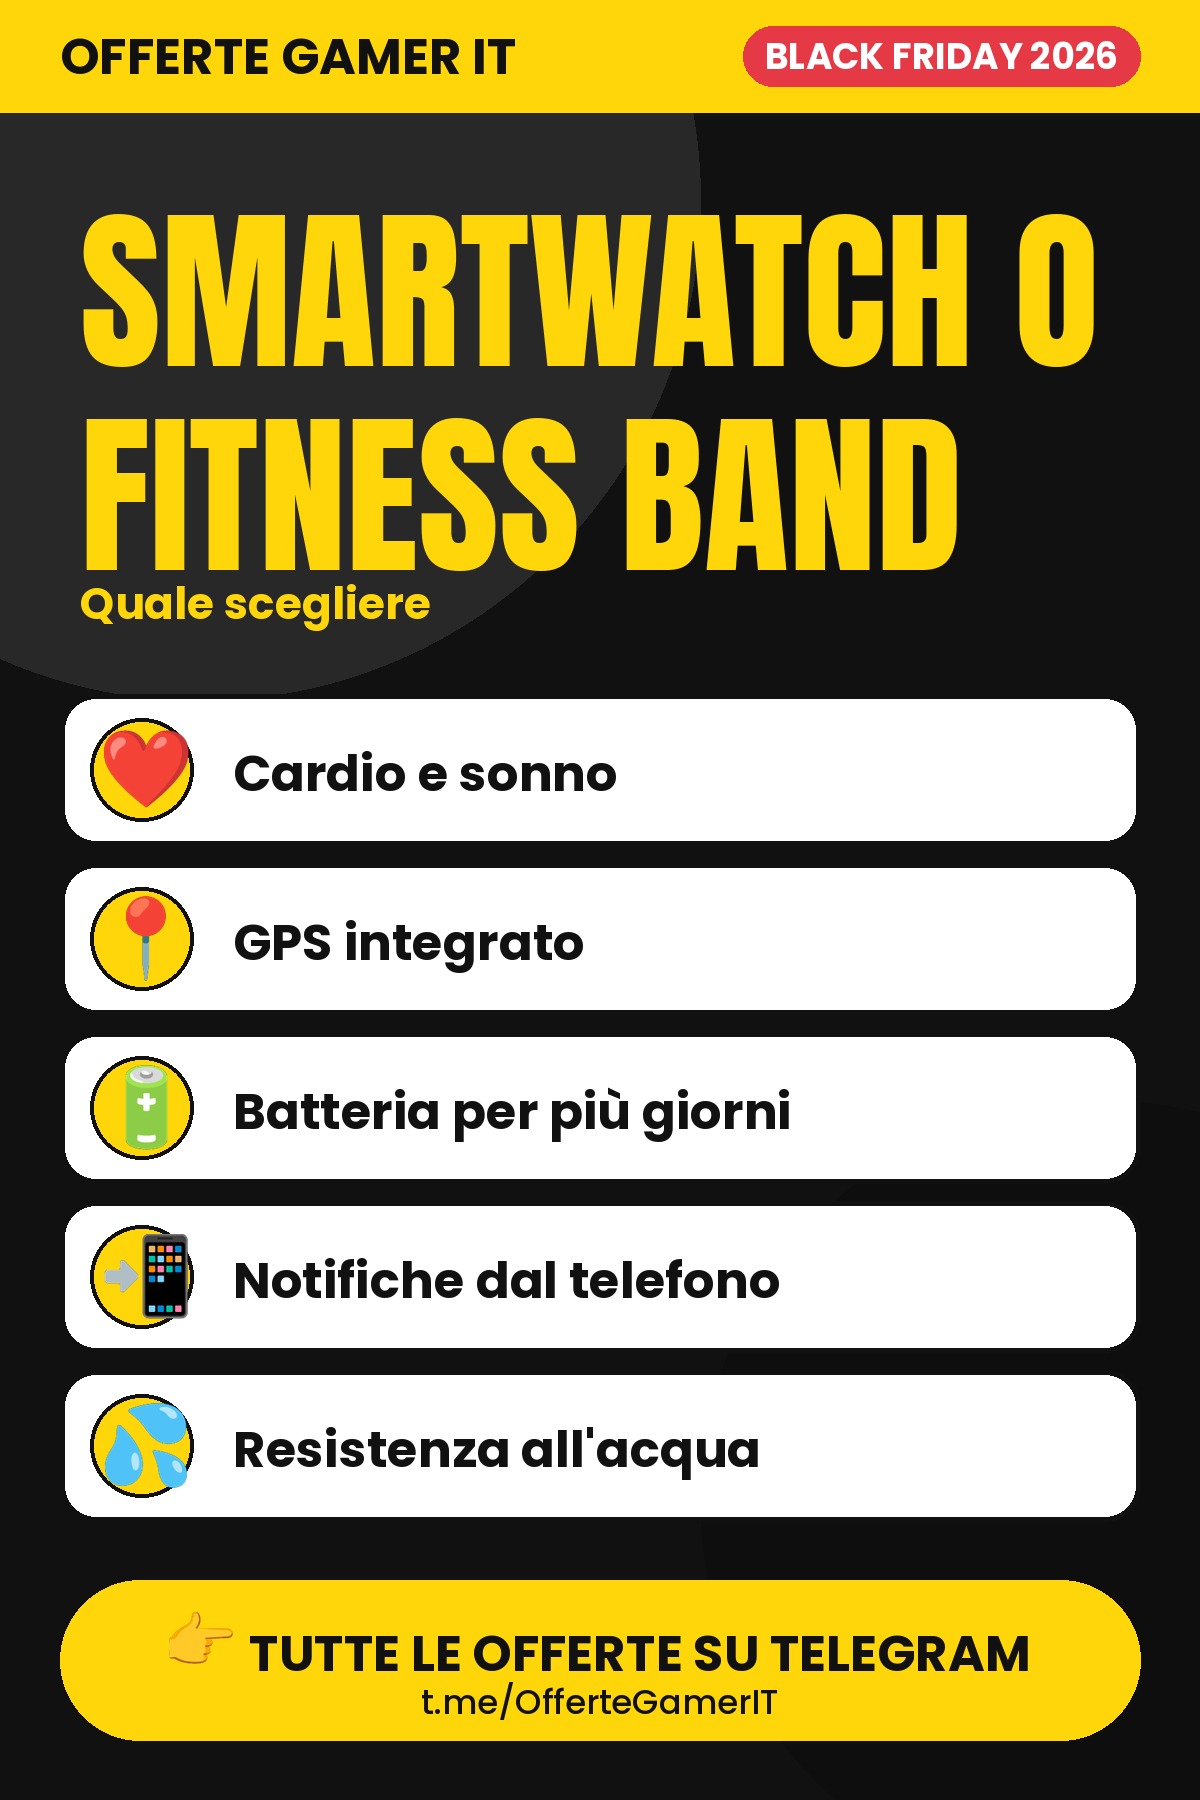 OFFERTE GAMER IT
BLACK FRIDAY 2026
SMARTWATCH O
FITNESS BAND
Quale scegliere
Cardio e sonno
GPS integrato
Batteria per più giorni
Notifiche dal telefono
Resistenza all'acqua
TUTTE LE OFFERTE SU TELEGRAM
t.me/OfferteGamerIT